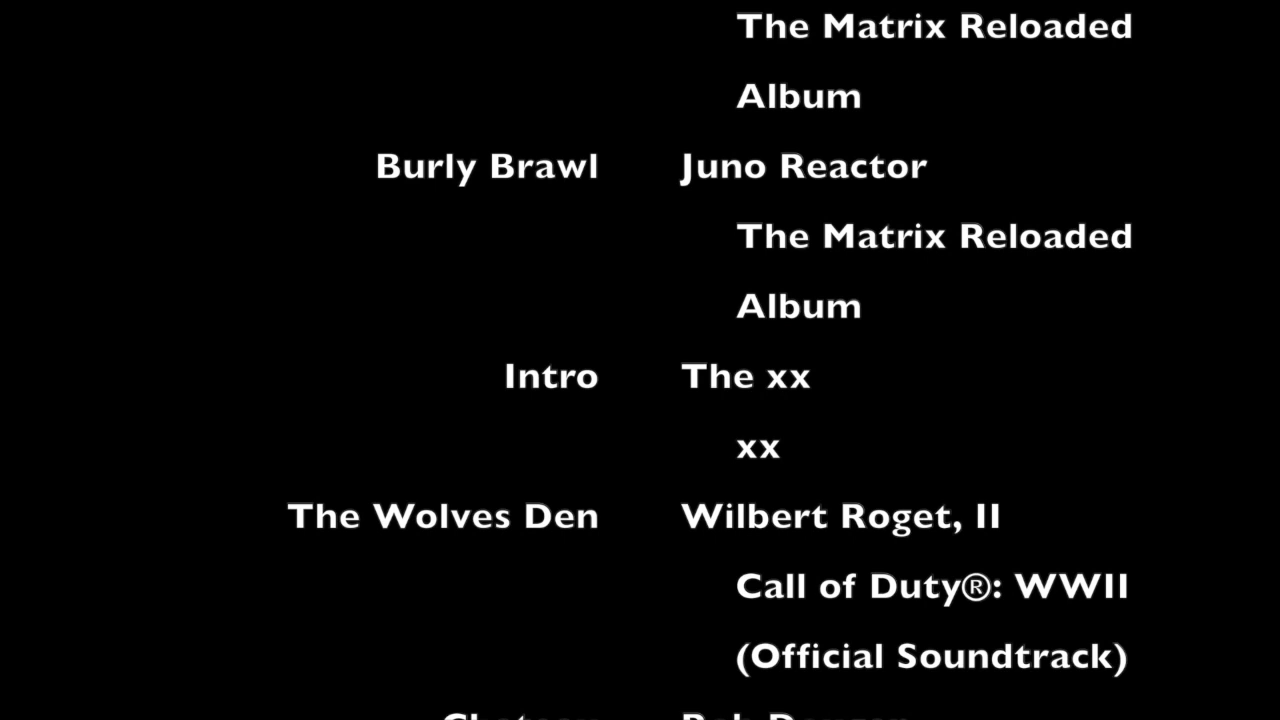 The Matrix Reloaded
Album
Burly Brawl Juno Reactor
The Matrix Reloaded
Album
Intro The xx
xx
The Wolves Den Wilbert Roget, II
Call of Duty®: WWII
(Official Soundtrack)